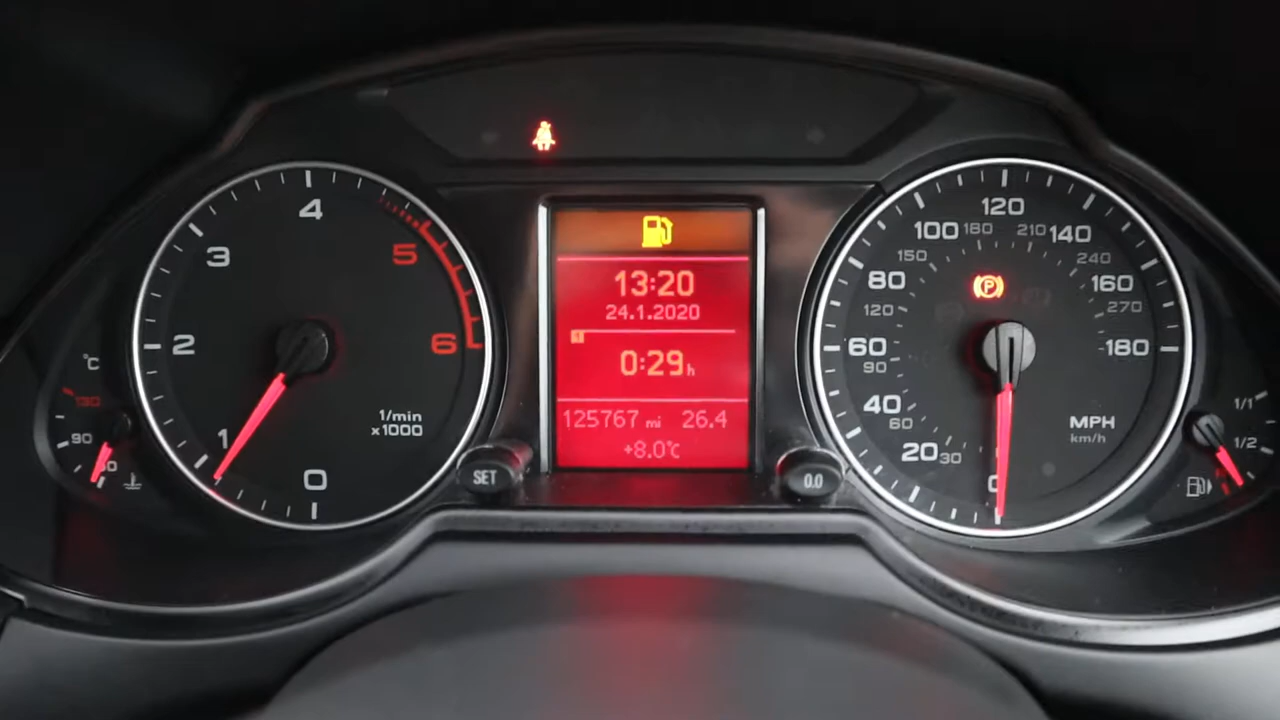 4
3
5
2
6
1
0
1/min
x1000
°C
130
90
SET
13:20
24.1.2020
1
0:29 h
125767 mi 26.4
+8.0°C
0.0
120
100 180 210 140
150 240
80 160
120 270
60 180
90
40
60
20 30
0
MPH
km/h
P
1/1
1/2